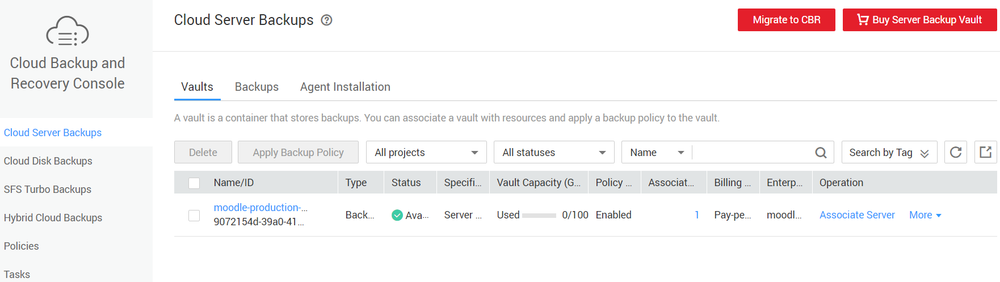 Cloud Backup and
Recovery Console
Cloud Server Backups
Cloud Disk Backups
SFS Turbo Backups
Hybrid Cloud Backups
Policies
Tasks
Cloud Server Backups ?
Migrate to CBR
Buy Server Backup Vault
Vaults Backups Agent Installation
A vault is a container that stores backups. You can associate a vault with resources and apply a backup policy to the vault.
Delete Apply Backup Policy All projects All statuses Name Search by Tag
Name/ID Type Status Specifi... Vault Capacity (G... Policy ... Associat... Billing ... Enterp... Operation
moodle-production-...
9072154d-39a0-41...
Back... Ava... Server ... Used 0/100 Enabled 1 Pay-pe... moodl... Associate Server More